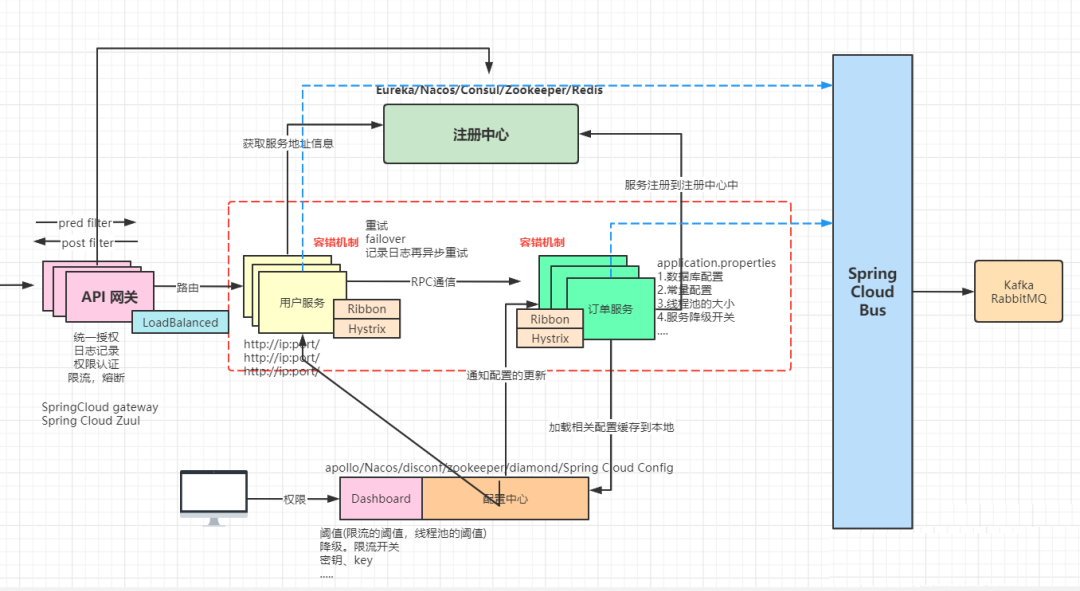 Eureka/Nacos/Consul/Zookeeper/Redis
注册中心
获取服务地址信息
服务注册到注册中心中
pred filter
post filter
API 网关
LoadBalanced
路由
统一授权
日志记录
权限认证
限流，熔断
SpringCloud gateway
Spring Cloud Zuul
容错机制
重试
failover
记录日志再异步重试
用户服务
Ribbon
Hystrix
http://ip:port/
http://ip:port/
http://ip:port/
RPC通信
容错机制
订单服务
Ribbon
Hystrix
application.properties
1.数据库配置
2.常量配置
3.线程池的大小
4.服务降级开关
....
通知配置的更新
加载相关配置缓存到本地
apollo/Nacos/disconf/zookeeper/diamond/Spring Cloud Config
权限
Dashboard
配置中心
阈值(限流的阈值，线程池的阈值)
降级。限流开关
密钥、key
.....
Spring
Cloud
Bus
Kafka
RabbitMQ